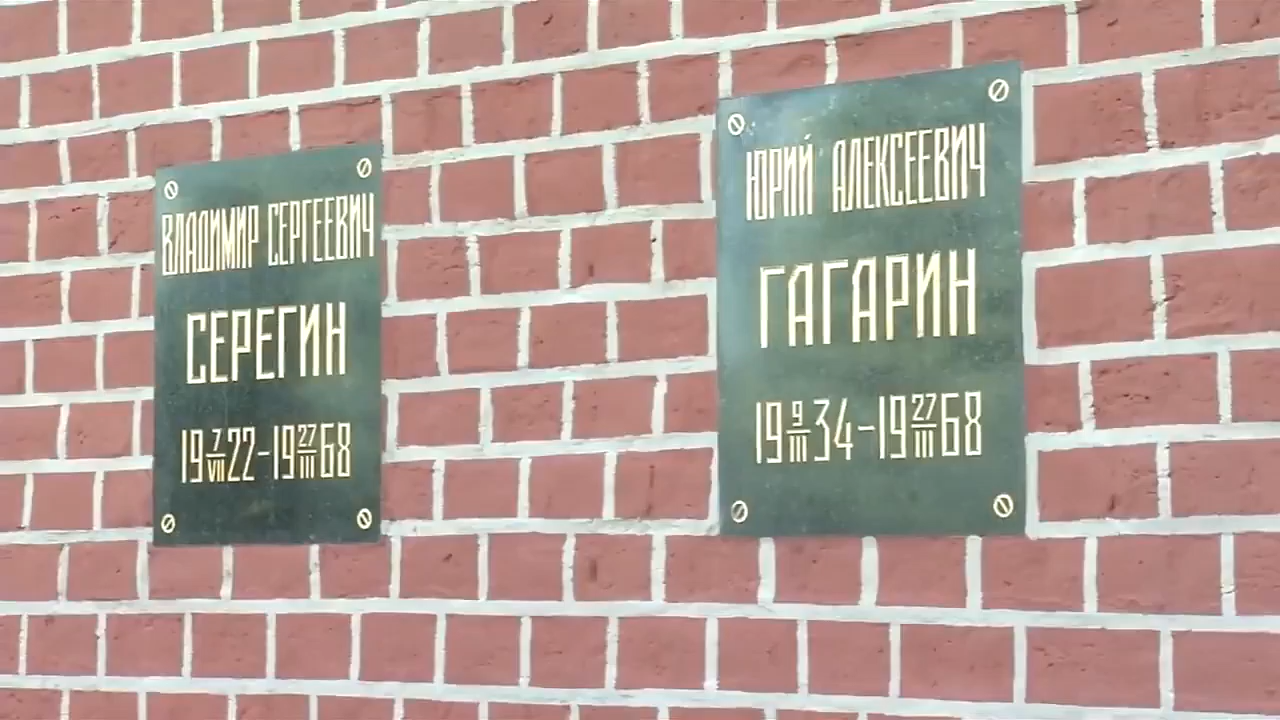 ВЛАДИМИР СЕРГЕЕВИЧ
СЕРЕГИН
19 7/VII 22-19 27/III 68
ЮРИЙ АЛЕКСЕЕВИЧ
ГАГАРИН
19 9/III 34-19 27/III 68